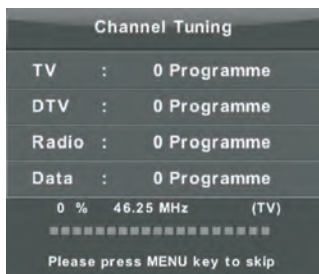 Channel Tuning
TV : 0 Programme
DTV : 0 Programme
Radio : 0 Programme
Data : 0 Programme
0 % 46.25 MHz (TV)
Please press MENU key to skip